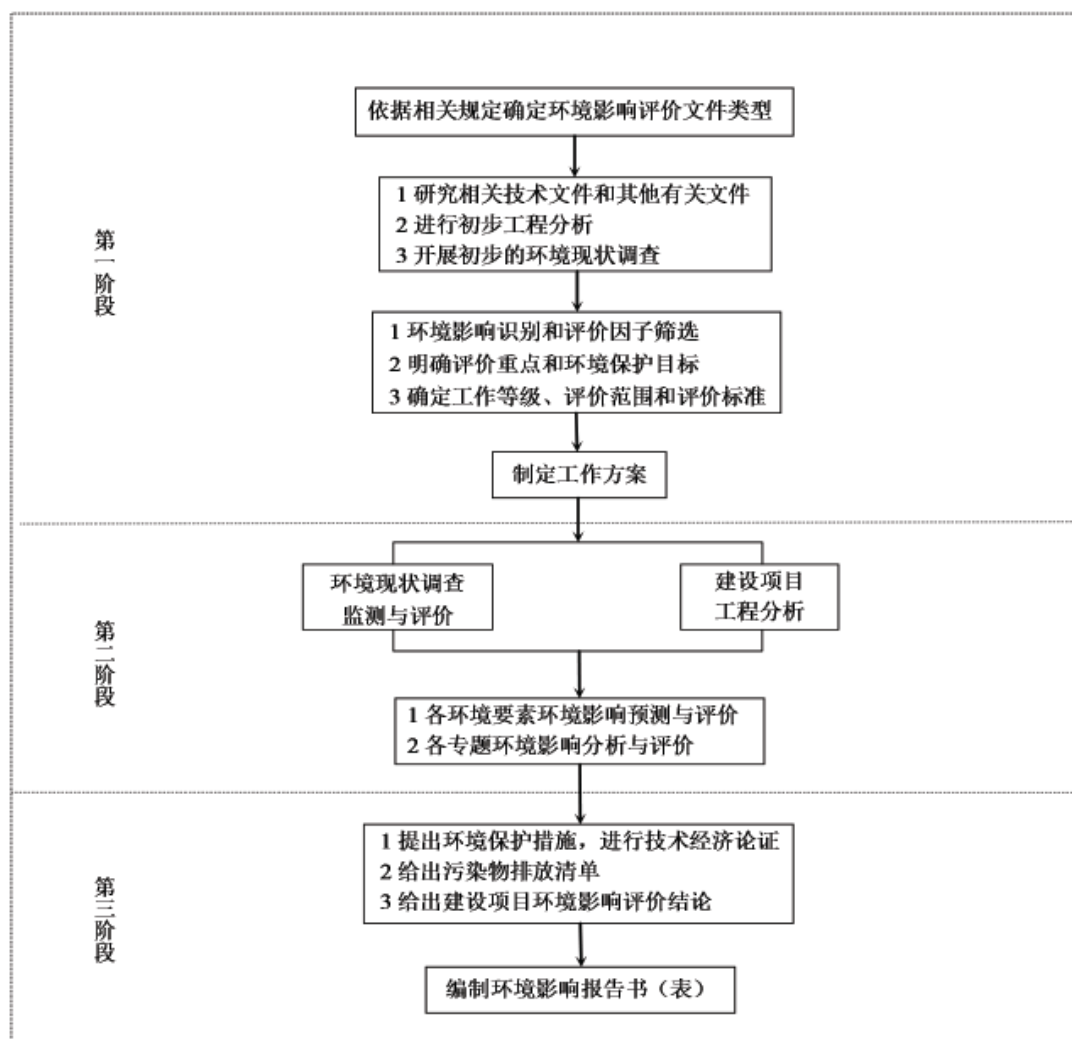 依据相关规定确定环境影响评价文件类型
1 研究相关技术文件和其他有关文件
2 进行初步工程分析
3 开展初步的环境现状调查
第一阶段
1 环境影响识别和评价因子筛选
2 明确评价重点和环境保护目标
3 确定工作等级、评价范围和评价标准
制定工作方案
环境现状调查
监测与评价
建设项目
工程分析
第二阶段
1 各环境要素环境影响预测与评价
2 各专题环境影响分析与评价
1 提出环境保护措施，进行技术经济论证
2 给出污染物排放清单
3 给出建设项目环境影响评价结论
第三阶段
编制环境影响报告书（表）